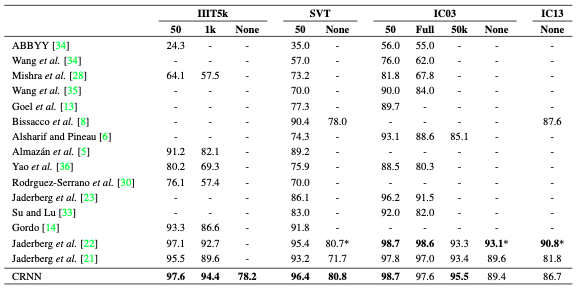 IIIT5k SVT IC03 IC13
50 1k None 50 None 50 Full 50k None None
ABBYY [34] 24.3 - - 35.0 - 56.0 55.0 - - -
Wang et al. [34] - - - 57.0 - 76.0 62.0 - - -
Mishra et al. [28] 64.1 57.5 - 73.2 - 81.8 67.8 - - -
Wang et al. [35] - - - 70.0 - 90.0 84.0 - - -
Goel et al. [13] - - - 77.3 - 89.7 - - - -
Bissacco et al. [8] - - - 90.4 78.0 - - - - 87.6
Alsharif and Pineau [6] - - - 74.3 - 93.1 88.6 85.1 - -
Almazán et al. [5] 91.2 82.1 - 89.2 - - - - - -
Yao et al. [36] 80.2 69.3 - 75.9 - 88.5 80.3 - - -
Rodrguez-Serrano et al. [30] 76.1 57.4 - 70.0 - - - - - -
Jaderberg et al. [23] - - - 86.1 - 96.2 91.5 - - -
Su and Lu [33] - - - 83.0 - 92.0 82.0 - - -
Gordo [14] 93.3 86.6 - 91.8 - - - - - -
Jaderberg et al. [22] 97.1 92.7 - 95.4 80.7* 98.7 98.6 93.3 93.1* 90.8*
Jaderberg et al. [21] 95.5 89.6 - 93.2 71.7 97.8 97.0 93.4 89.6 81.8
CRNN 97.6 94.4 78.2 96.4 80.8 98.7 97.6 95.5 89.4 86.7